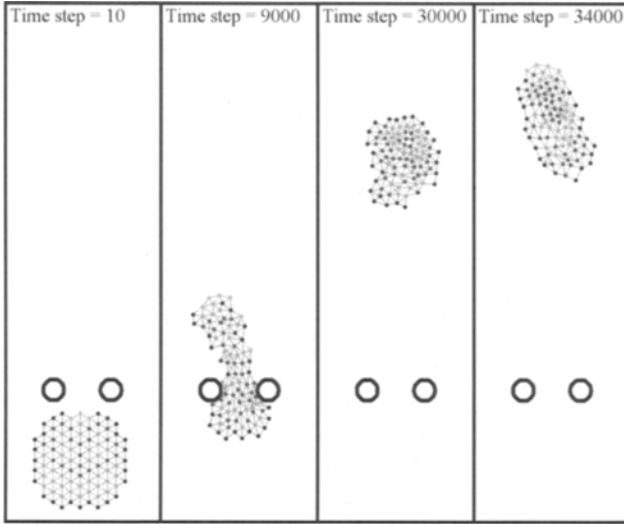 Time step = 10
Time step = 9000
Time step = 30000
Time step = 34000